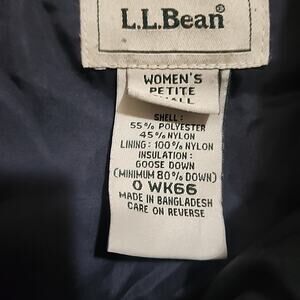 L.L.Bean®
WOMEN'S
PETITE
SMALL
SHELL:
55% POLYESTER
45% NYLON
LINING: 100% NYLON
INSULATION:
GOOSE DOWN
(MINIMUM 80% DOWN)
0 WK66
MADE IN BANGLADESH
CARE ON REVERSE